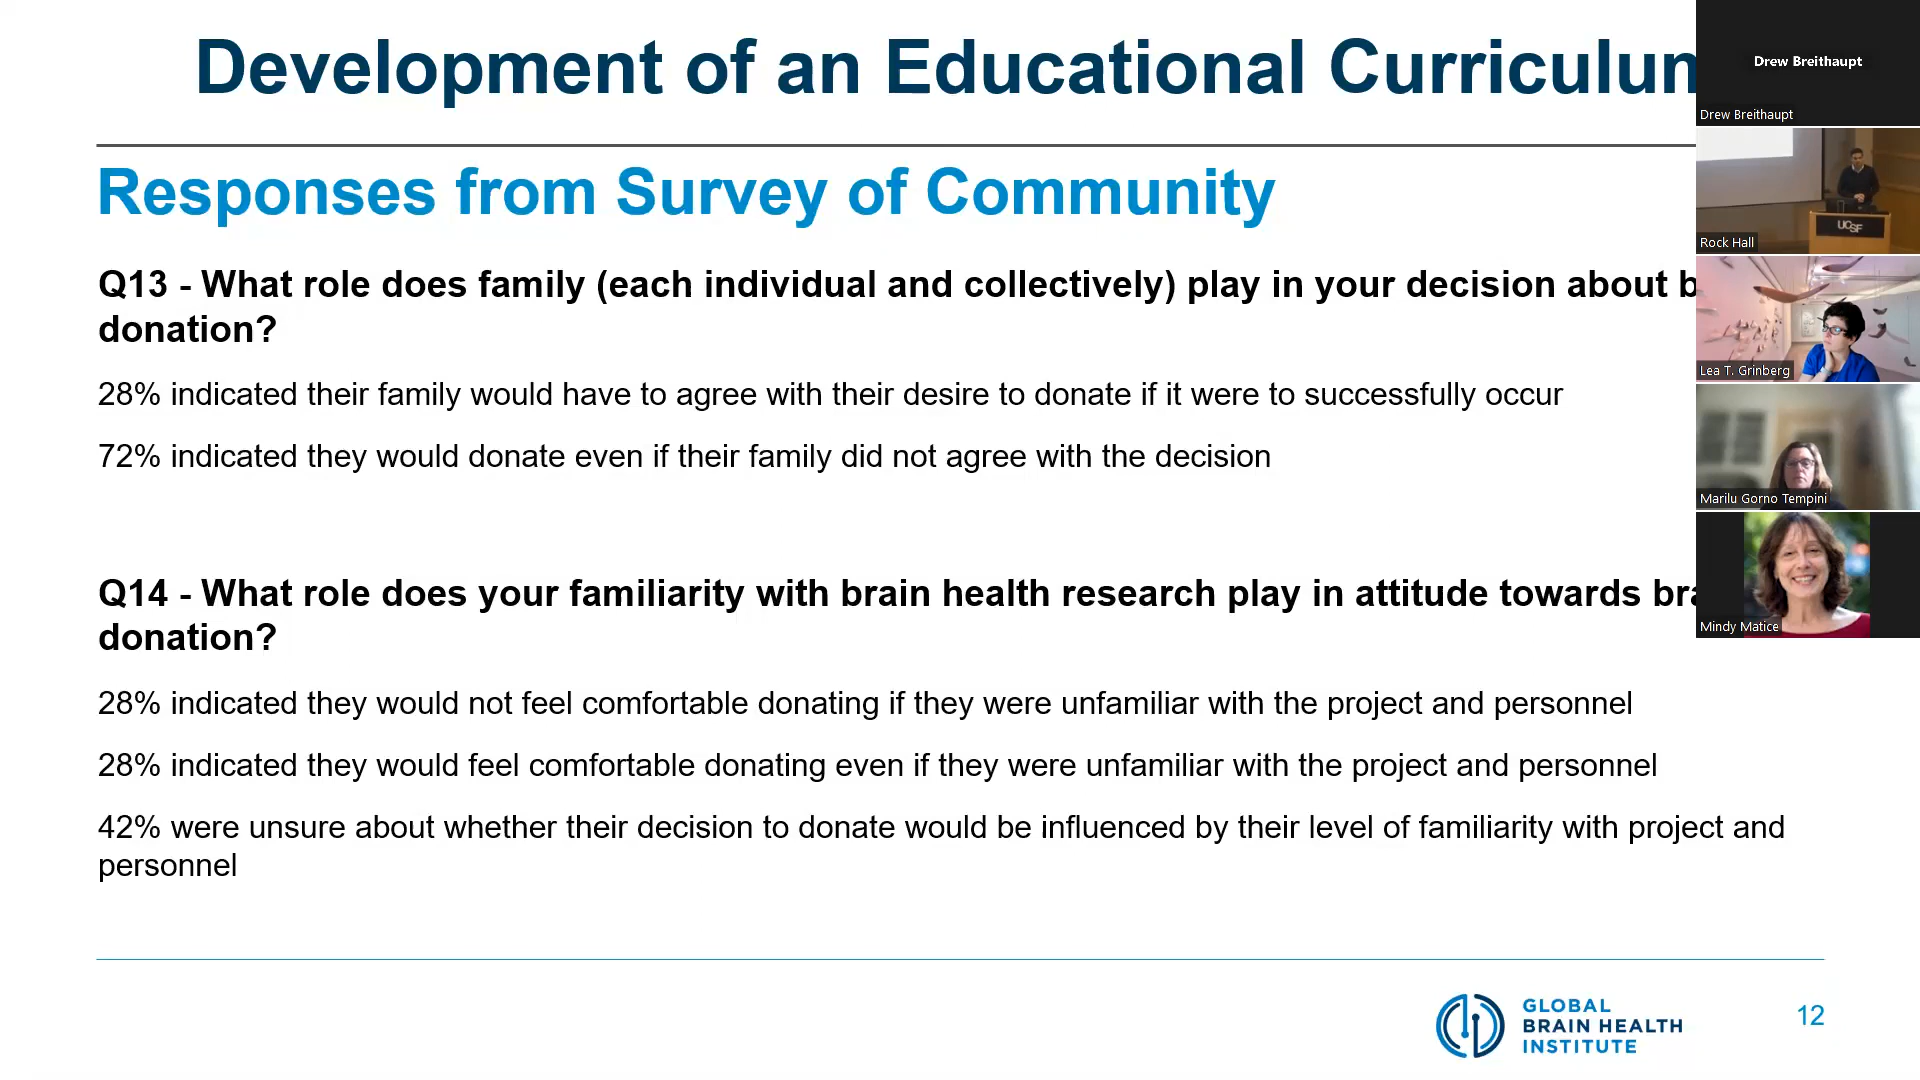 Development of an Educational Curriculum
Responses from Survey of Community
Q13 - What role does family (each individual and collectively) play in your decision about b
donation?
28% indicated their family would have to agree with their desire to donate if it were to successfully occur
72% indicated they would donate even if their family did not agree with the decision
Q14 - What role does your familiarity with brain health research play in attitude towards bra
donation?
28% indicated they would not feel comfortable donating if they were unfamiliar with the project and personnel
28% indicated they would feel comfortable donating even if they were unfamiliar with the project and personnel
42% were unsure about whether their decision to donate would be influenced by their level of familiarity with project and
personnel
GLOBAL
BRAIN HEALTH
INSTITUTE
12
Drew Breithaupt
Drew Breithaupt
UCSF
Rock Hall
Lea T. Grinberg
Marilu Gorno Tempini
Mindy Matice